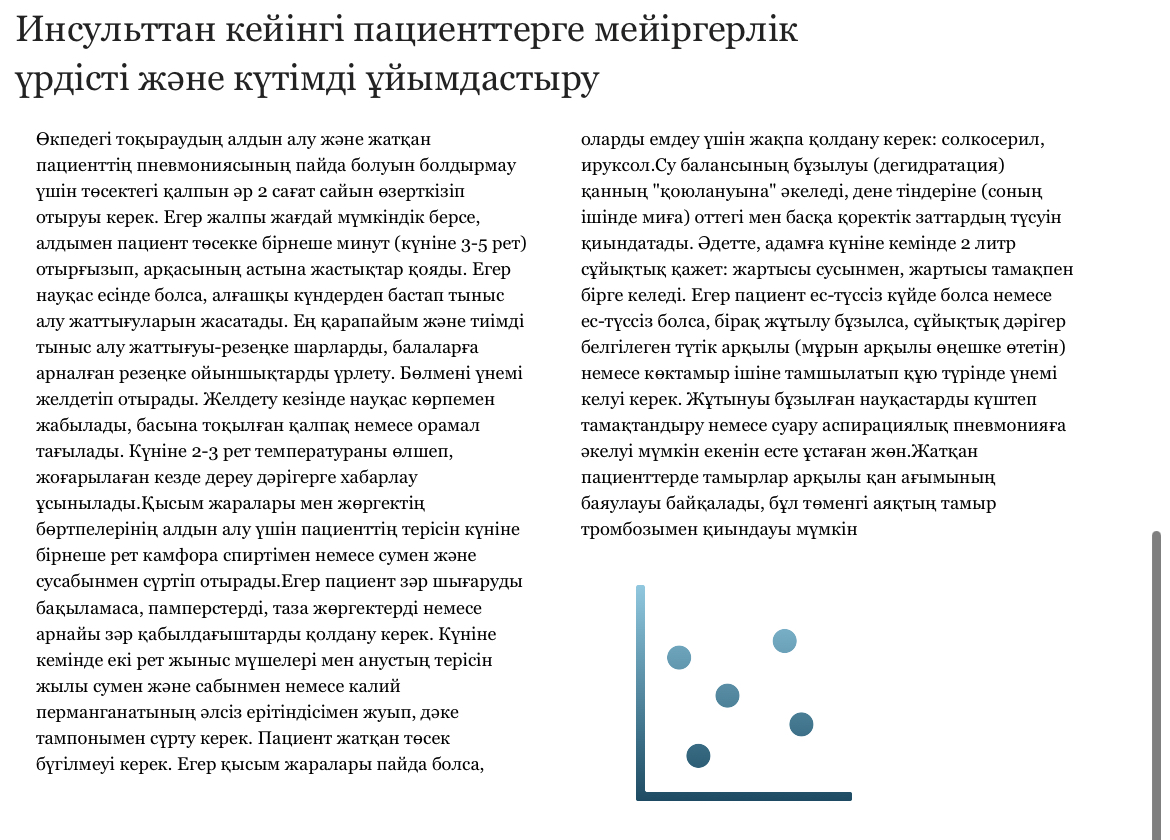 Инсульттан кейінгі пациенттерге мейіргерлік
үрдісті және күтімді ұйымдастыру
Өкпедегі тоқыраудың алдын алу және жатқан
пациенттің пневмониясының пайда болуын болдырмау
үшін төсектегі қалпын әр 2 сағат сайын өзерткізіп
отыруы керек. Егер жалпы жағдай мүмкіндік берсе,
алдымен пациент төсекке бірнеше минут (күніне 3-5 рет)
отырғызып, арқасының астына жастықтар қояды. Егер
науқас есінде болса, алғашқы күндерден бастап тыныс
алу жаттығуларын жасатады. Ең қарапайым және тиімді
тыныс алу жаттығуы-резеңке шарларды, балаларға
арналған резеңке ойыншықтарды үрлету. Бөлмені үнемі
желдетіп отырады. Желдету кезінде науқас көрпемен
жабылады, басына тоқылған қалпақ немесе орамал
тағылады. Күніне 2-3 рет температураны өлшеп,
жоғарылаған кезде дереу дәрігерге хабарлау
ұсынылады.Қысым жаралары мен жөргектің
бөртпелерінің алдын алу үшін пациенттің терісін күніне
бірнеше рет камфора спиртімен немесе сумен және
сусабынмен сүртіп отырады.Егер пациент зәр шығаруды
бақыламаса, памперстерді, таза жөргектерді немесе
арнайы зәр қабылдағыштарды қолдану керек. Күніне
кемінде екі рет жыныс мүшелері мен анустың терісін
жылы сумен және сабынмен немесе калий
перманганатының әлсіз ерітіндісімен жуып, дәке
тампонымен сүрту керек. Пациент жатқан төсек
бүгілмеуі керек. Егер қысым жаралары пайда болса,
оларды емдеу үшін жақпа қолдану керек: солкосерил,
ируксол.Су балансының бұзылуы (дегидратация)
қанның "қоюлануына" әкеледі, дене тіндеріне (соның
ішінде миға) оттегі мен басқа қоректік заттардың түсуін
қиындатады. Әдетте, адамға күніне кемінде 2 литр
сұйықтық қажет: жартысы сусынмен, жартысы тамақпен
бірге келеді. Егер пациент ес-түссіз күйде болса немесе
ес-түссіз болса, бірақ жұтылу бұзылса, сұйықтық дәрігер
белгілеген түтік арқылы (мұрын арқылы өңешке өтетін)
немесе көктамыр ішіне тамшылатып құю түрінде үнемі
келуі керек. Жұтынуы бұзылған науқастарды күштеп
тамақтандыру немесе суару аспирациялық пневмонияға
әкелуі мүмкін екенін есте ұстаған жөн.Жатқан
пациенттерде тамырлар арқылы қан ағымының
баяулауы байқалады, бұл төменгі аяқтың тамыр
тромбозымен қиындауы мүмкін